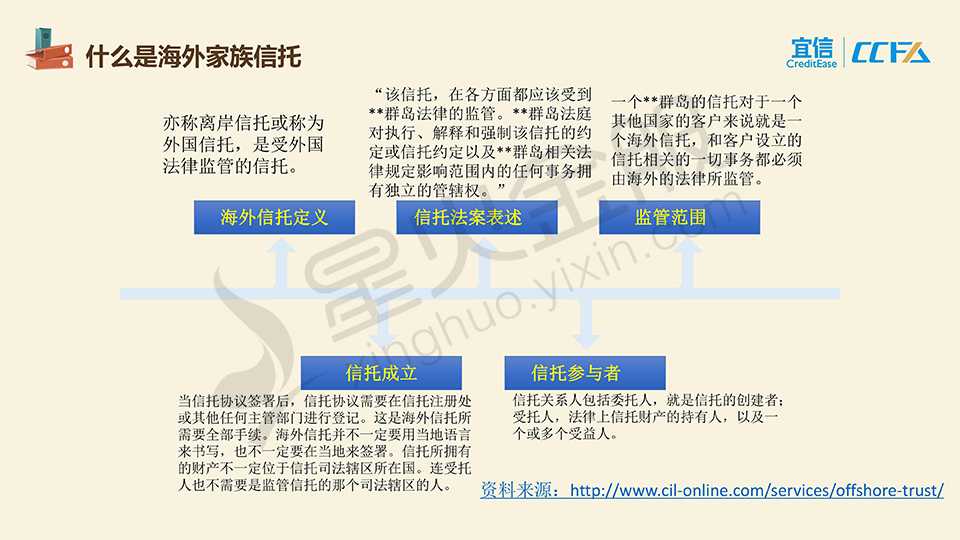 什么是海外家族信托
宜信
CreditEase
CCFA
亦称离岸信托或称为
外国信托，是受外国
法律监管的信托。
“该信托，在各方面都应该受到
**群岛法律的监管。**群岛法庭
对执行、解释和强制该信托的约
定或信托约定以及**群岛相关法
律规定影响范围内的任何事务拥
有独立的管辖权。”
一个**群岛的信托对于一个
其他国家的客户来说就是一
个海外信托，和客户设立的
信托相关的一切事务都必须
由海外的法律所监管。
海外信托定义
信托法案表述
监管范围
星火金服
xinghuo.yixin.com
信托成立
信托参与者
当信托协议签署后，信托协议需要在信托注册处
或其他任何主管部门进行登记。这是海外信托所
需要全部手续。海外信托并不一定要用当地语言
来书写，也不一定要在当地来签署。信托所拥有
的财产不一定位于信托司法辖区所在国。连受托
人也不需要是监管信托的那个司法辖区的人。
信托关系人包括委托人，就是信托的创建者；
受托人，法律上信托财产的持有人，以及一
个或多个受益人。
资料来源：http://www.cil-online.com/services/offshore-trust/